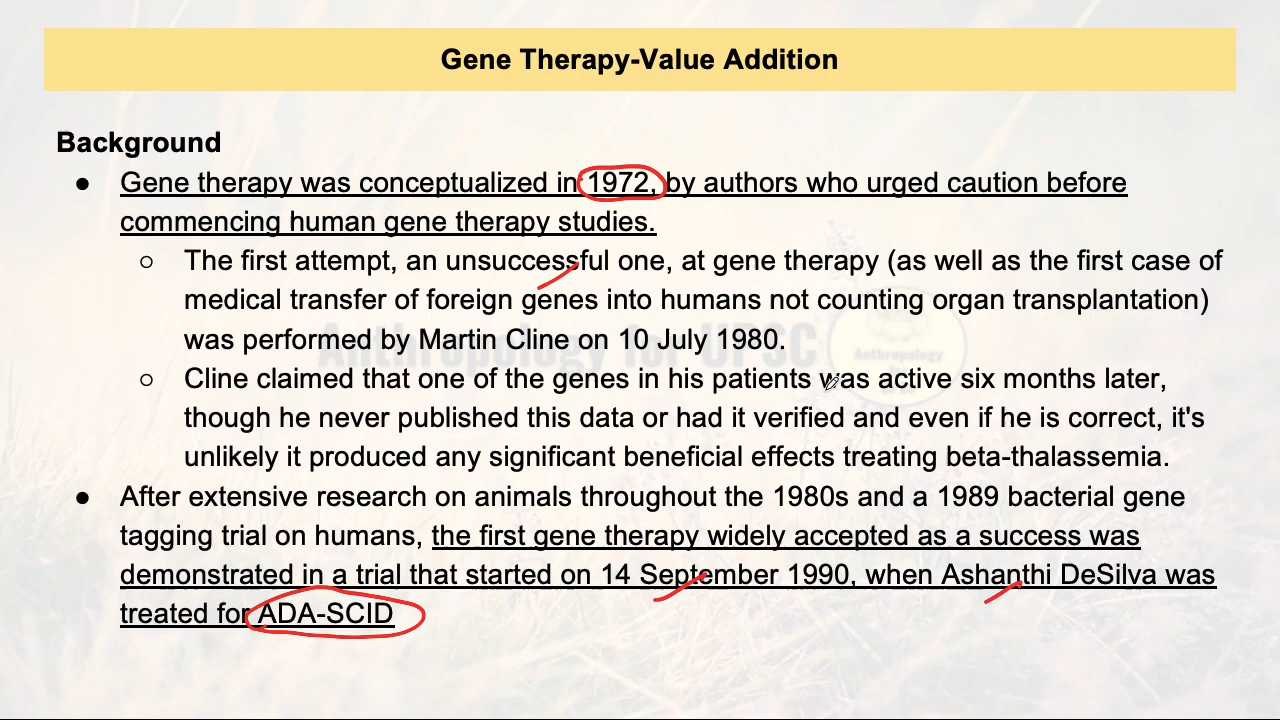 Gene Therapy-Value Addition
Background
● Gene therapy was conceptualized in 1972, by authors who urged caution before
commencing human gene therapy studies.
○ The first attempt, an unsuccessful one, at gene therapy (as well as the first case of
medical transfer of foreign genes into humans not counting organ transplantation)
was performed by Martin Cline on 10 July 1980.
○ Cline claimed that one of the genes in his patients was active six months later,
though he never published this data or had it verified and even if he is correct, it's
unlikely it produced any significant beneficial effects treating beta-thalassemia.
● After extensive research on animals throughout the 1980s and a 1989 bacterial gene
tagging trial on humans, the first gene therapy widely accepted as a success was
demonstrated in a trial that started on 14 September 1990, when Ashanthi DeSilva was
treated for ADA-SCID
Anthropology for UPSC
Anthropology